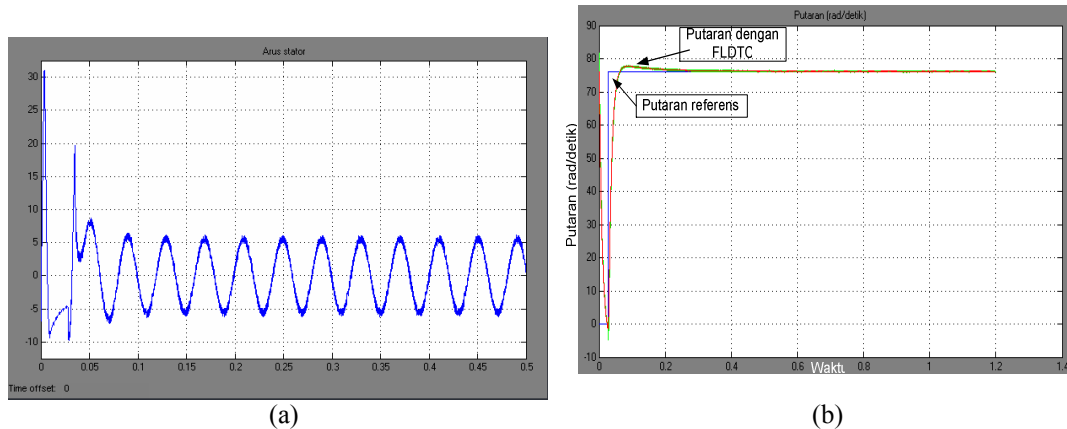 Arus stator
30
25
20
15
10
5
0
-5
-10
0 0.05 0.1 0.15 0.2 0.25 0.3 0.35 0.4 0.45 0.5
Time offset: 0
(a)
Putaran (rad/detik)
Putaran dengan
FLDTC
Putaran referens
Putaran (rad/detik)
90
80
70
60
50
40
30
20
10
0
-10
0 0.2 0.4 0.6 0.8 1 1.2 1.4
Waktu
(b)